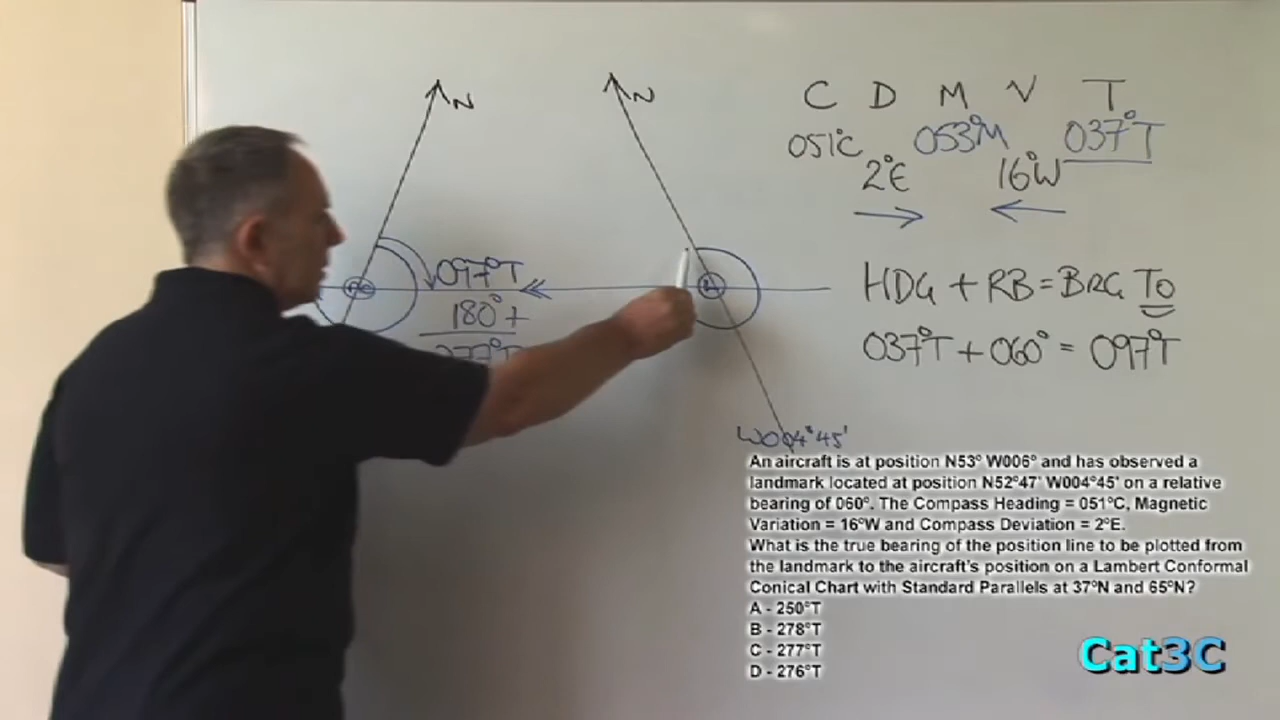 N
N
C D M V T
051°C 053°M 037°T
2°E 16°W
097°T
180°+
277°T
HDG + RB = BRG TO
037°T + 060° = 097°T
W004°45'
An aircraft is at position N53° W006° and has observed a
landmark located at position N52°47' W004°45' on a relative
bearing of 060°. The Compass Heading = 051°C, Magnetic
Variation = 16°W and Compass Deviation = 2°E.
What is the true bearing of the position line to be plotted from
the landmark to the aircraft's position on a Lambert Conformal
Conical Chart with Standard Parallels at 37°N and 65°N?
A - 250°T
B - 278°T
C - 277°T
D - 276°T
Cat3C